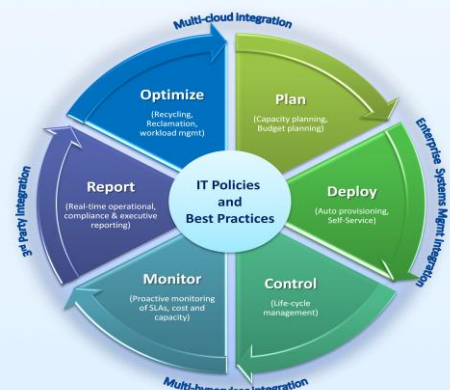 Multi-cloud integration
Optimize
(Recycling,
Reclamation,
workload mgmt)
Plan
(Capacity planning,
Budget planning)
Enterprise Systems Mgmt Integration
Report
(Real-time operational,
compliance & executive
reporting)
IT Policies
and
Best Practices
Deploy
(Auto provisioning,
Self-Service)
3rd Party Integration
Monitor
(Proactive monitoring
of SLAs, cost and
capacity)
Control
(Life-cycle
management)
Multi-hypervisor integration